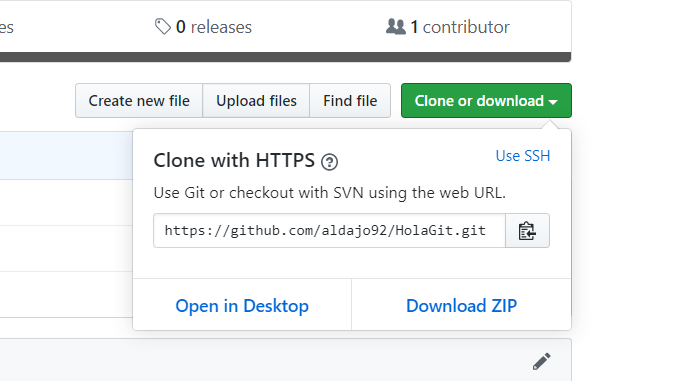 es 0 releases 1 contributor
Create new file Upload files Find file Clone or download
Clone with HTTPS ? Use SSH
Use Git or checkout with SVN using the web URL.
https://github.com/aldajo92/HolaGit.git
Open in Desktop Download ZIP